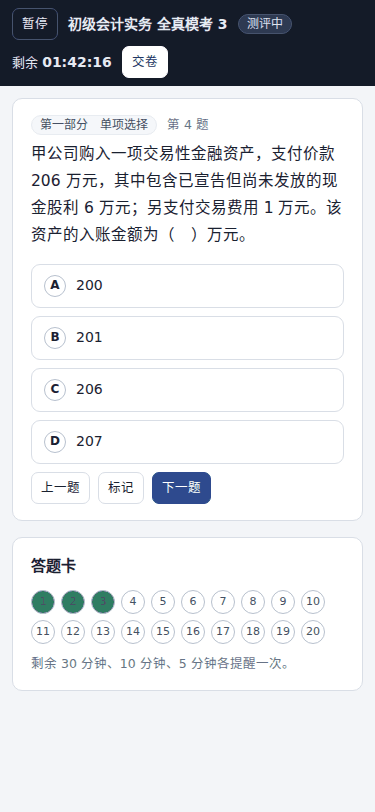 暂停 初级会计实务 全真模考 3 测评中
剩余 01:42:16 交卷
第一部分 单项选择 第 4 题
甲公司购入一项交易性金融资产，支付价款
206 万元，其中包含已宣告但尚未发放的现
金股利 6 万元；另支付交易费用 1 万元。该
资产的入账金额为（　）万元。
A 200
B 201
C 206
D 207
上一题 标记 下一题
答题卡
1 2 3 4 5 6 7 8 9 10
11 12 13 14 15 16 17 18 19 20
剩余 30 分钟、10 分钟、5 分钟各提醒一次。